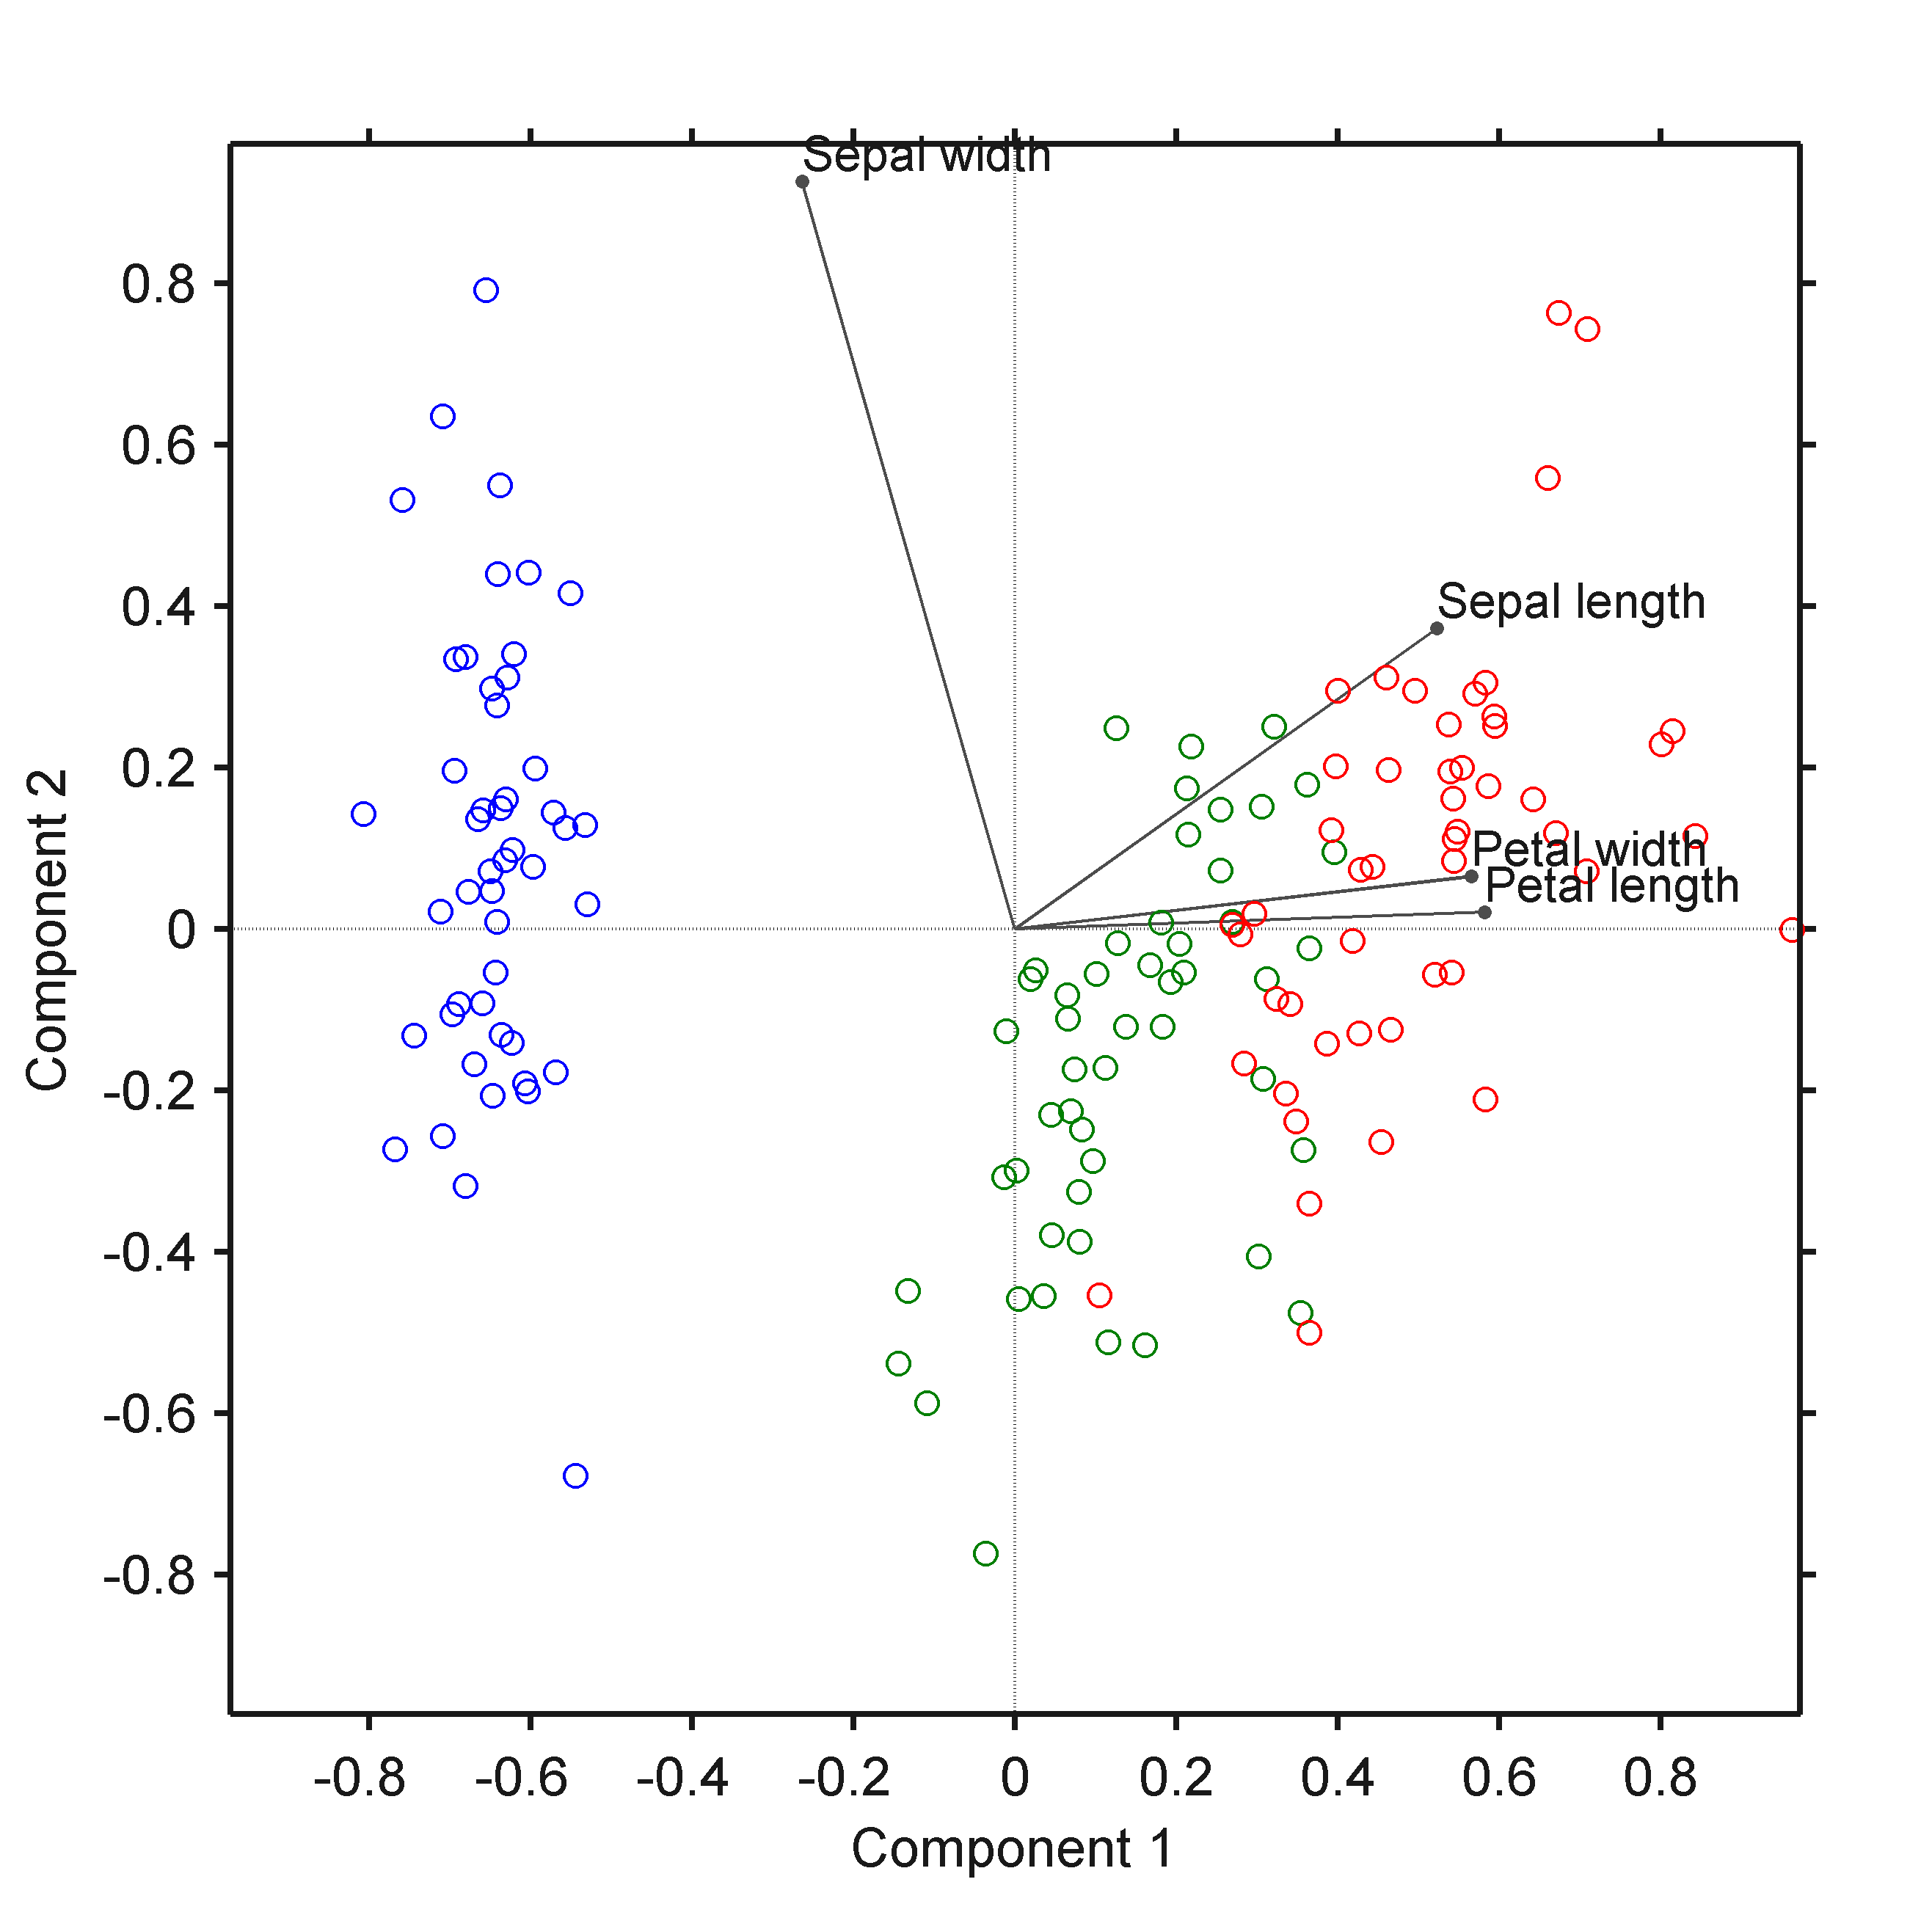 Sepal width
Sepal length
Petal width
Petal length
0.8
0.6
0.4
0.2
0
-0.2
-0.4
-0.6
-0.8
Component 2
-0.8 -0.6 -0.4 -0.2 0 0.2 0.4 0.6 0.8
Component 1